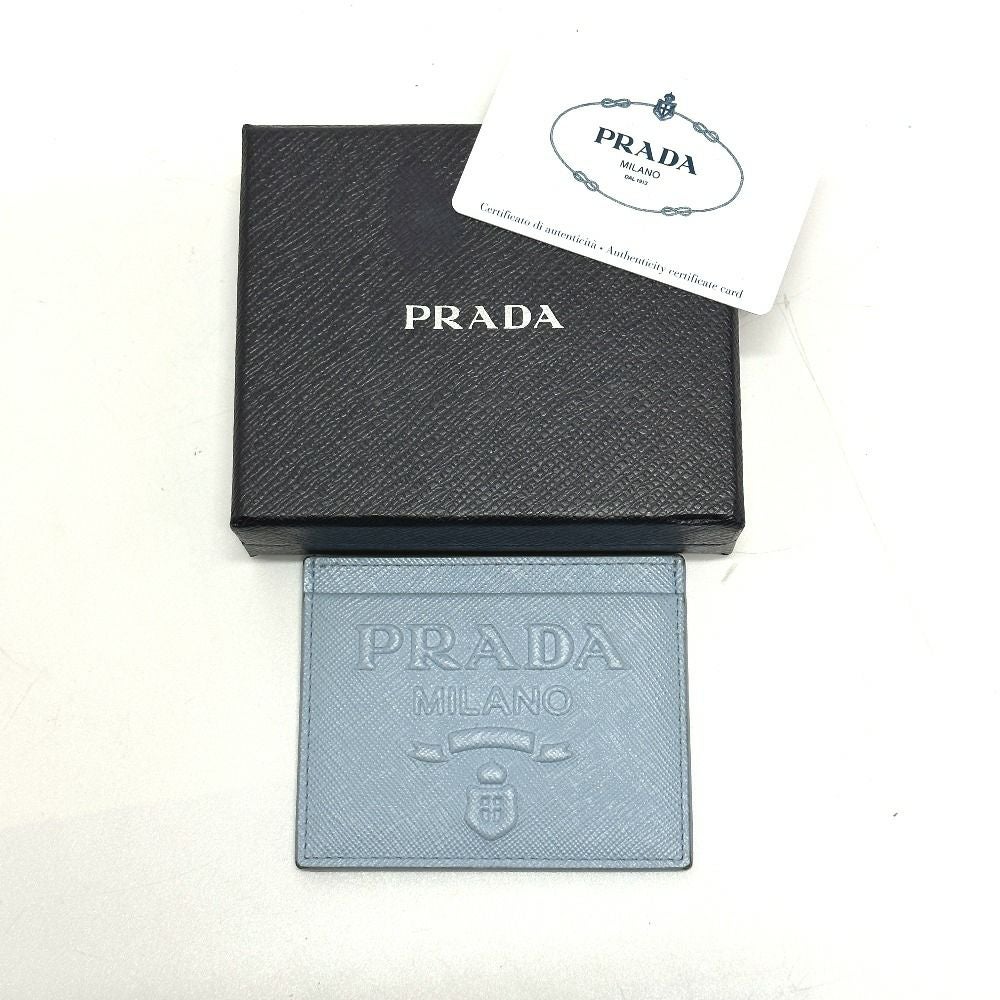 PRADA
MILANO
DAL 1913
Certificato di autenticità • Authenticity certificate card
PRADA
PRADA
MILANO